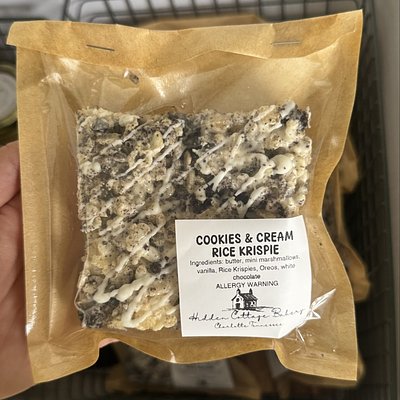 COOKIES & CREAM
RICE KRISPIE
Ingredients: butter, mini marshmallows,
vanilla, Rice Krispies, Oreos, white
chocolate
ALLERGY WARNING
Hidden Cottage Bakery
Charlotte Tennessee